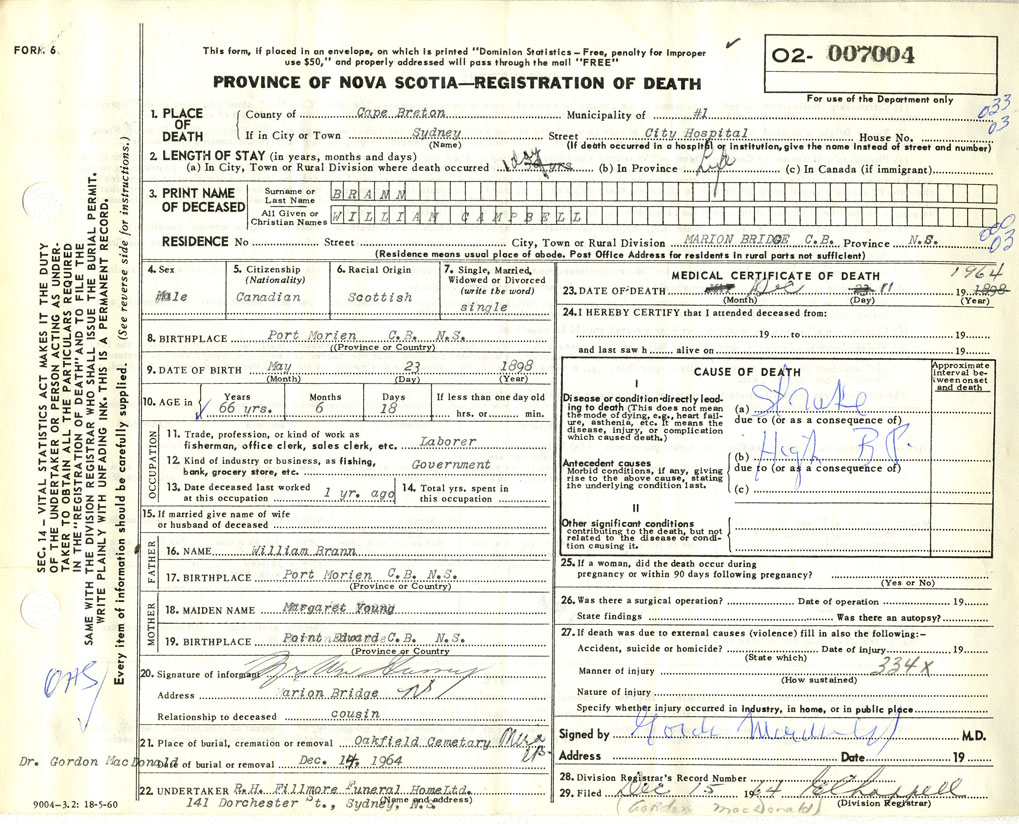 FORM 6
This form, if placed in an envelope, on which is printed "Dominion Statistics – Free, penalty for improper
use $50," and properly addressed will pass through the mail "FREE"
02- 007004
For use of the Department only
PROVINCE OF NOVA SCOTIA—REGISTRATION OF DEATH
033
03
1. PLACE OF DEATH
County of Cape Breton Municipality of #1
If in City or Town Sydney Street City Hospital House No.
(Name) (If death occurred in a hospital or institution, give the name instead of street and number)
2. LENGTH OF STAY (in years, months and days)
(a) In City, Town or Rural Division where death occurred 1 day yrs. (b) In Province Life (c) In Canada (if immigrant)
3. PRINT NAME OF DECEASED
Surname or Last Name BRANN
All Given or Christian Names WILLIAM CAMPBELL
000
03
RESIDENCE No Street City, Town or Rural Division MARION BRIDGE C.B. Province N.S.
(Residence means usual place of abode. Post Office Address for residents in rural parts not sufficient)
4. Sex
Male
5. Citizenship
(Nationality)
Canadian
6. Racial Origin
Scottish
7. Single, Married,
Widowed or Divorced
(write the word)
single
8. BIRTHPLACE Port Morien C.B. N.S.
(Province or Country)
9. DATE OF BIRTH May 23 1898
(Month) (Day) (Year)
10. AGE in
Years Months Days If less than one day old
66 yrs. 6 18 hrs. or min.
OCCUPATION
11. Trade, profession, or kind of work as
fisherman, office clerk, sales clerk, etc. Laborer
12. Kind of industry or business, as fishing,
bank, grocery store, etc. Government
13. Date deceased last worked
at this occupation 1 yr. ago
14. Total yrs. spent in
this occupation
15. If married give name of wife
or husband of deceased
FATHER
16. NAME William Brann
17. BIRTHPLACE Port Morien C.B. N.S.
(Province or Country)
MOTHER
18. MAIDEN NAME Margaret Young
19. BIRTHPLACE Point Edward C.B. N.S.
(Province or Country)
20. Signature of informant
Address Marion Bridge NS
Relationship to deceased cousin
21. Place of burial, cremation or removal Oakfield Cemetary Mira CB
Date of burial or removal Dec. 14, 1964
22. UNDERTAKER R.H. Fillmore Funeral Home Ltd.
141 Dorchester St., Sydney, N.S.
(Name and address)
MEDICAL CERTIFICATE OF DEATH
1964
23. DATE OF DEATH Dec 23 11 19 1898
(Month) (Day) (Year)
24. I HEREBY CERTIFY that I attended deceased from:
19 to 19
and last saw h alive on 19
CAUSE OF DEATH
Approximate
interval be-
tween onset
and death
I
Disease or condition directly lead-
ing to death (This does not mean
the mode of dying, e.g., heart fail-
ure, asthenia, etc. It means the
disease, injury, or complication
which caused death.)
(a) Stroke
due to (or as a consequence of)
Antecedent causes
Morbid conditions, if any, giving
rise to the above cause, stating
the underlying condition last.
(b) High B.P.
due to (or as a consequence of)
(c)
II
Other significant conditions
contributing to the death, but not
related to the disease or condi-
tion causing it.
25. If a woman, did the death occur during
pregnancy or within 90 days following pregnancy?
(Yes or No)
26. Was there a surgical operation? Date of operation 19
State findings Was there an autopsy?
27. If death was due to external causes (violence) fill in also the following:–
Accident, suicide or homicide? Date of injury 19
(State which)
Manner of injury 334X
(How sustained)
Nature of injury
Specify whether injury occurred in industry, in home, or in public place
Signed by M.D.
Address Date 19
28. Division Registrar's Record Number
29. Filed Dec 15 1964
(Division Registrar)
(Gordon MacDonald)
SEC. 14 – VITAL STATISTICS ACT MAKES IT THE DUTY
OF THE UNDERTAKER OR PERSON ACTING AS UNDER-
TAKER TO OBTAIN ALL THE PARTICULARS REQUIRED
IN THE "REGISTRATION OF DEATH" AND TO FILE THE
SAME WITH THE DIVISION REGISTRAR WHO SHALL ISSUE THE BURIAL PERMIT.
WRITE PLAINLY WITH UNFADING INK. THIS IS A PERMANENT RECORD.
Every item of information should be carefully supplied. (See reverse side for instructions.)
Dr. Gordon MacDonald
9004-3.2: 18-5-60